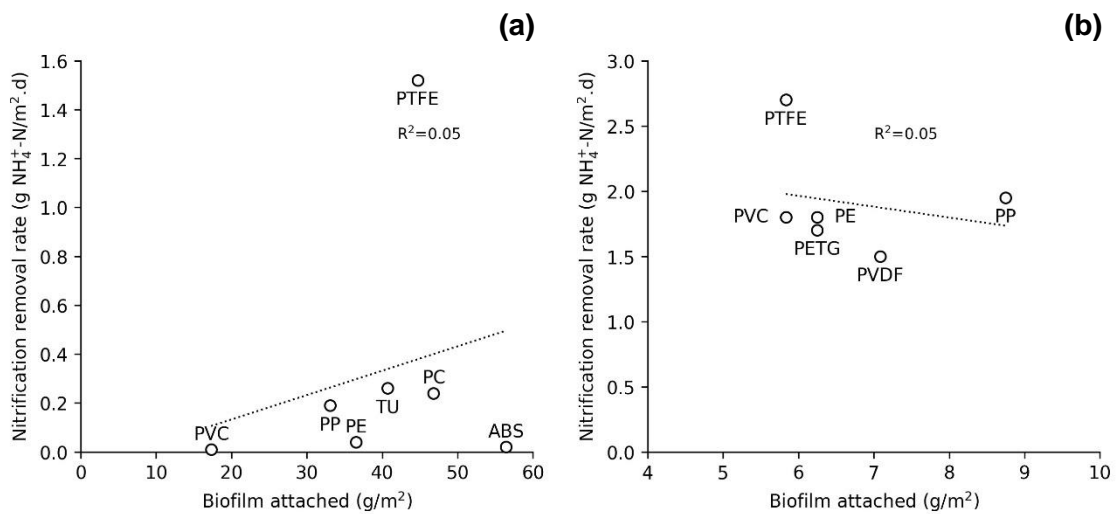 (a)
Nitrification removal rate (g NH₄⁺-N/m².d)
1.6
1.4
1.2
1.0
0.8
0.6
0.4
0.2
0.0
PTFE
R²=0.05
PC
TU
PP
PE
PVC
ABS
0
10
20
30
40
50
60
Biofilm attached (g/m²)
(b)
Nitrification removal rate (g NH₄⁺-N/m².d)
3.0
2.5
2.0
1.5
1.0
0.5
0.0
PTFE
R²=0.05
PVC
PE
PP
PETG
PVDF
4
5
6
7
8
9
10
Biofilm attached (g/m²)